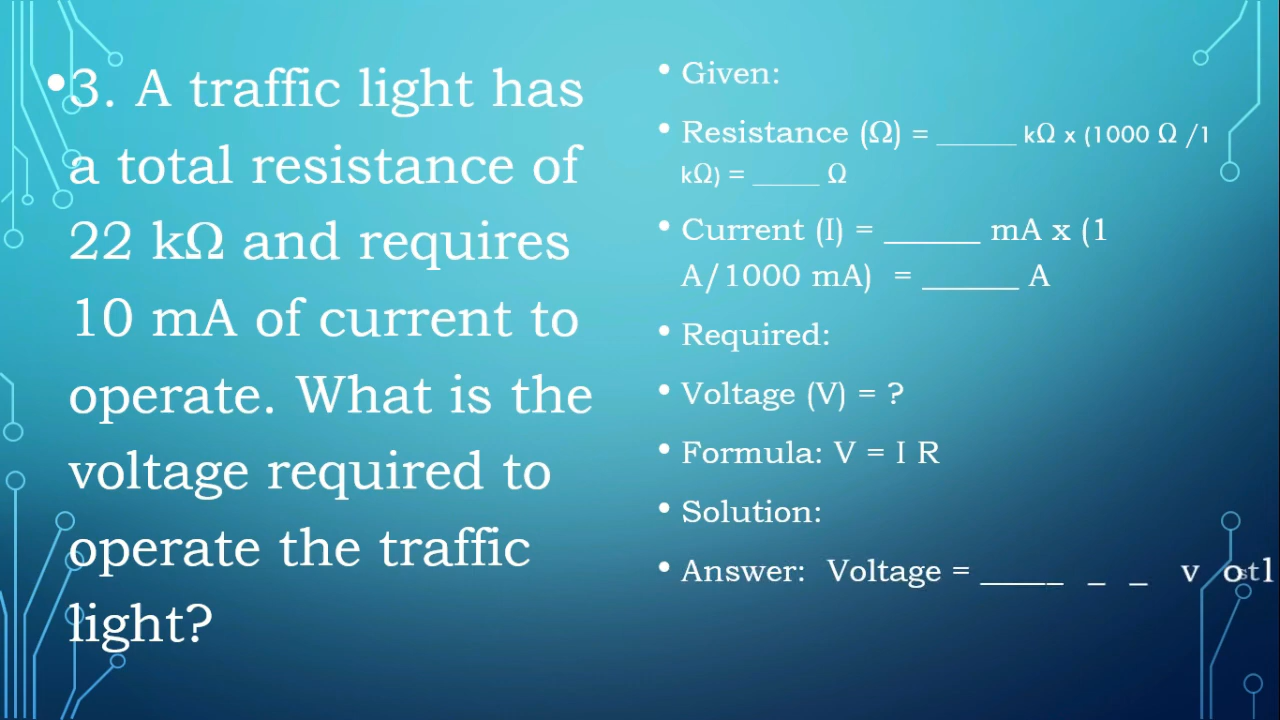 •3. A traffic light has
a total resistance of
22 kΩ and requires
10 mA of current to
operate. What is the
voltage required to
operate the traffic
light?
• Given:
• Resistance (Ω) = ______ kΩ x (1000 Ω /1
kΩ) = _____ Ω
• Current (I) = ______ mA x (1
A/1000 mA)  = ______ A
• Required:
• Voltage (V) = ?
• Formula: V = I R
• Solution:
• Answer:  Voltage = _____ _ _